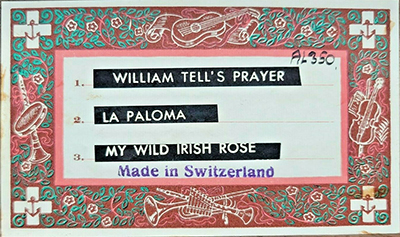 AL350.
1. WILLIAM TELL'S PRAYER
2. LA PALOMA
3. MY WILD IRISH ROSE
Made in Switzerland